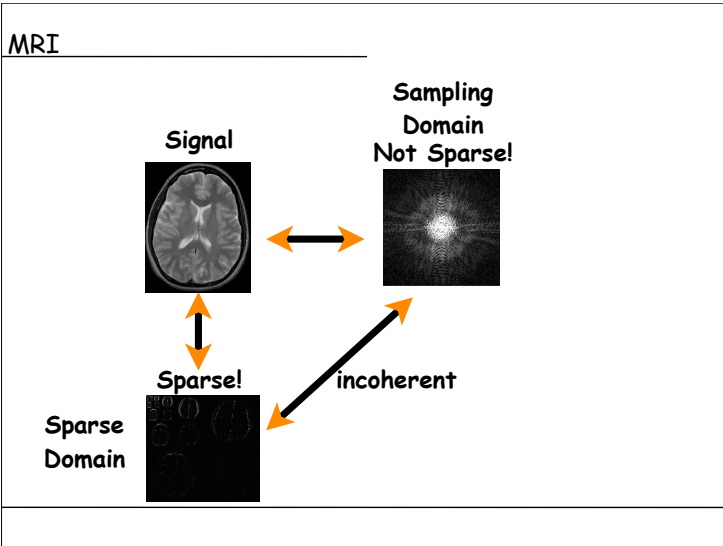 MRI
Sampling
Domain
Not Sparse!
Signal
Sparse!
incoherent
Sparse
Domain